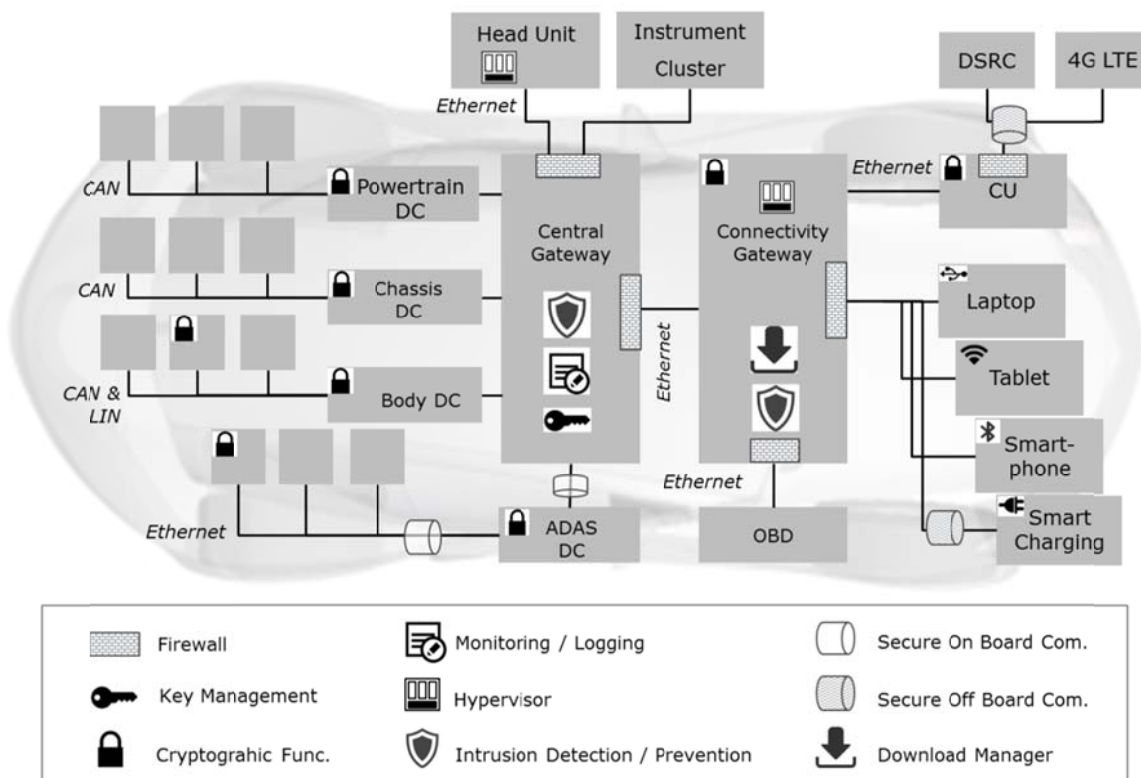 Head Unit
Instrument
Cluster
DSRC
4G LTE
Ethernet
CAN
Powertrain
DC
Central
Gateway
Connectivity
Gateway
Ethernet
CU
CAN
Chassis
DC
Ethernet
Laptop
Tablet
CAN &
LIN
Body DC
Smart-
phone
Ethernet
Ethernet
ADAS
DC
OBD
Smart
Charging
Firewall
Monitoring / Logging
Secure On Board Com.
Key Management
Hypervisor
Secure Off Board Com.
Cryptograhic Func.
Intrusion Detection / Prevention
Download Manager